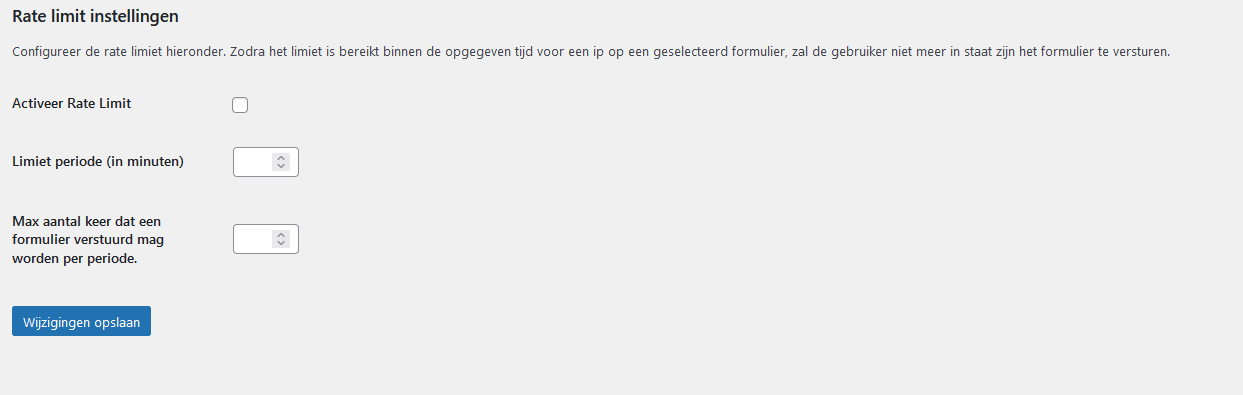 Rate limit instellingen
Configureer de rate limiet hieronder. Zodra het limiet is bereikt binnen de opgegeven tijd voor een ip op een geselecteerd formulier, zal de gebruiker niet meer in staat zijn het formulier te versturen.
Activeer Rate Limit
Limiet periode (in minuten)
Max aantal keer dat een
formulier verstuurd mag
worden per periode.
Wijzigingen opslaan